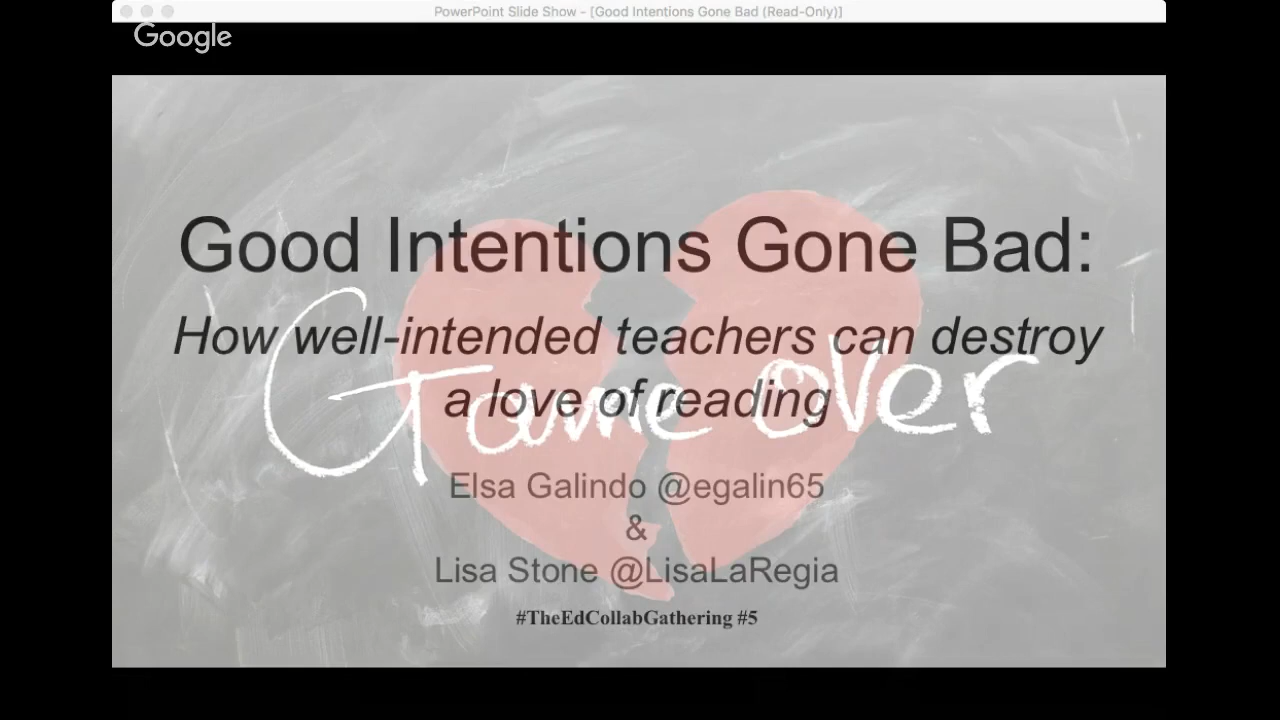 PowerPoint Slide Show - [Good Intentions Gone Bad (Read-Only)]
Google
Good Intentions Gone Bad:
How well-intended teachers can destroy
a love of reading
Game over
Elsa Galindo @egalin65
&
Lisa Stone @LisaLaRegia
#TheEdCollabGathering #5